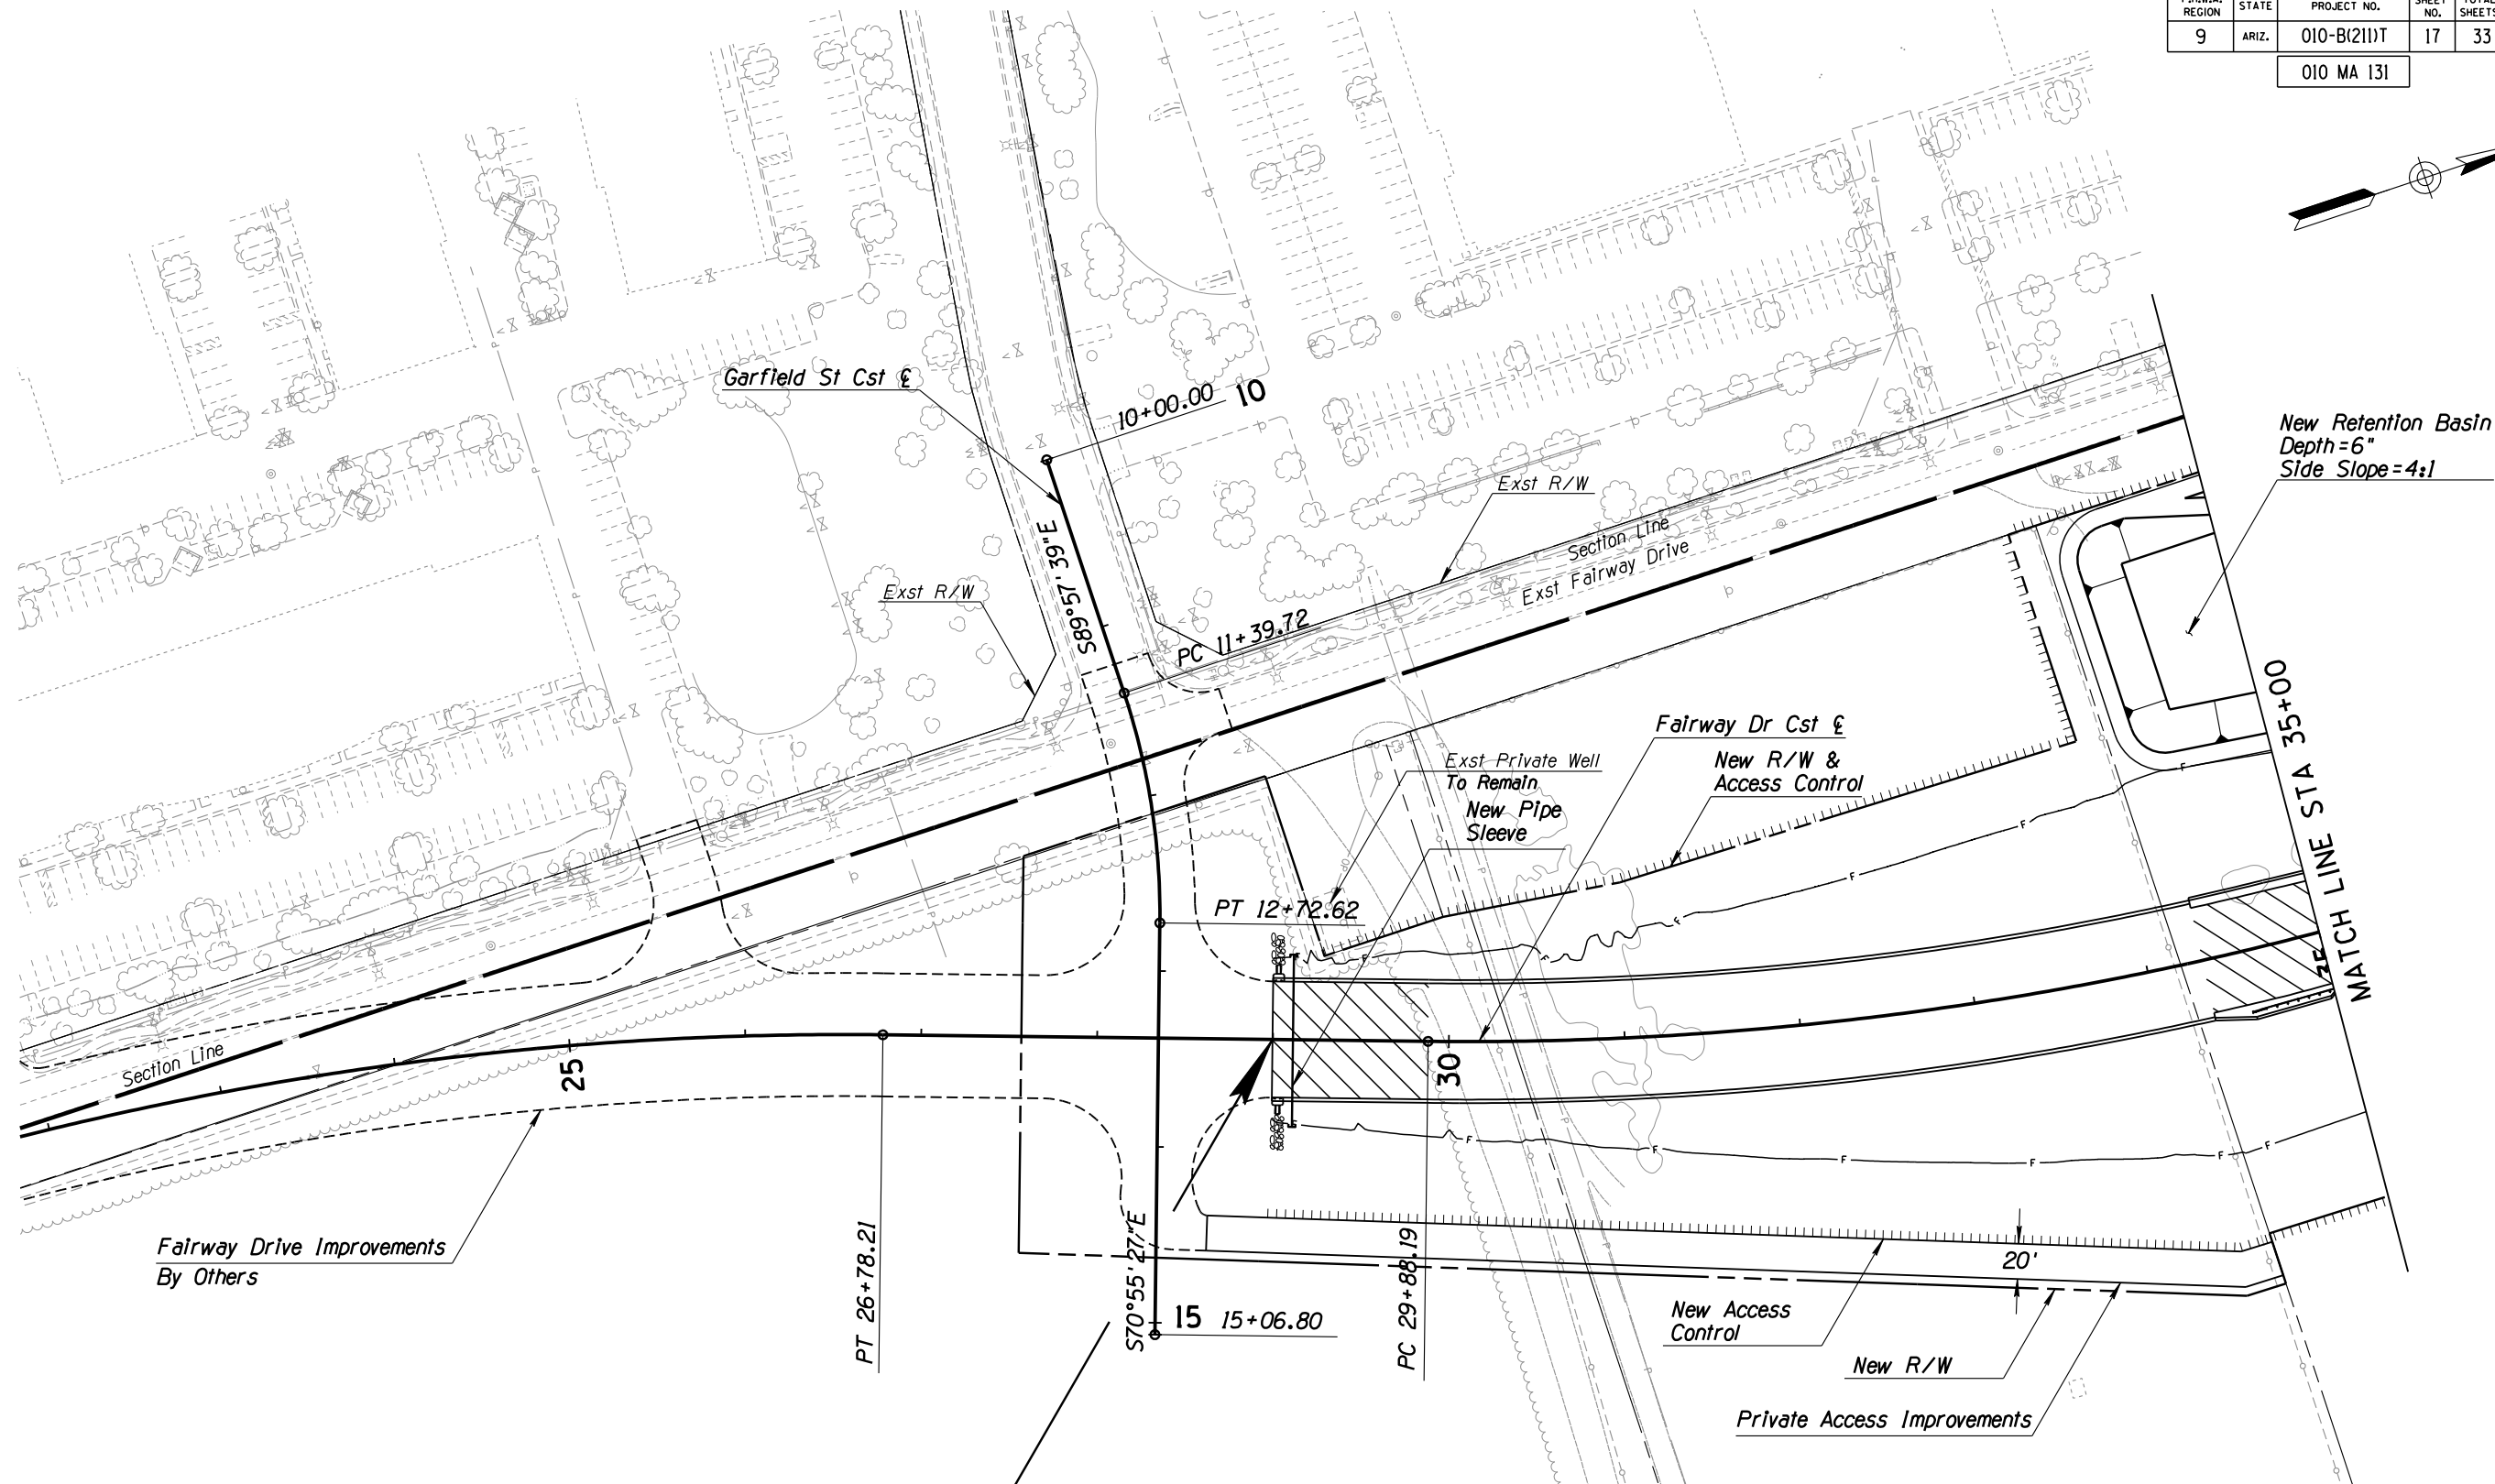 REGION STATE PROJECT NO. SHEET NO. TOTAL SHEETS
9 ARIZ. 010-B(211)T 17 33
010 MA 131
Garfield St Cst ℄
10+00.00 10
New Retention Basin
Depth=6"
Side Slope=4:1
Exst R/W
Section Line
Exst Fairway Drive
S89°57'39"E
Exst R/W
PC 11+39.72
MATCH LINE STA 35+00
Fairway Dr Cst ℄
Exst Private Well
To Remain
New R/W &
Access Control
New Pipe
Sleeve
PT 12+72.62
35
Section Line
25
30
Fairway Drive Improvements
By Others
PT 26+78.21
S70°55'27"E
PC 29+88.19
15 15+06.80
20'
New Access
Control
New R/W
Private Access Improvements
F F F F F F F F F F F F